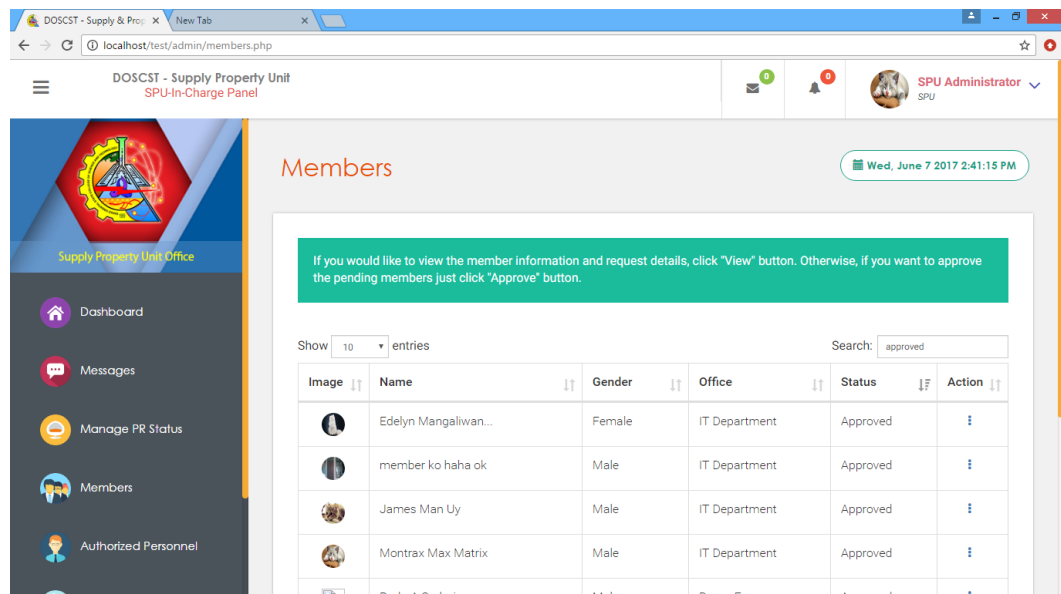 DOSCST - Supply & Prop
New Tab
localhost/test/admin/members.php
DOSCST - Supply Property Unit
SPU-In-Charge Panel
0
0
SPU Administrator
SPU
Supply Property Unit Office
Members
Wed, June 7 2017 2:41:15 PM
If you would like to view the member information and request details, click "View" button. Otherwise, if you want to approve
the pending members just click "Approve" button.
Dashboard
Messages
Manage PR Status
Members
Authorized Personnel
Show 10 entries
Search: approved
Image Name Gender Office Status Action
Edelyn Mangaliwan... Female IT Department Approved
member ko haha ok Male IT Department Approved
James Man Uy Male IT Department Approved
Montrax Max Matrix Male IT Department Approved